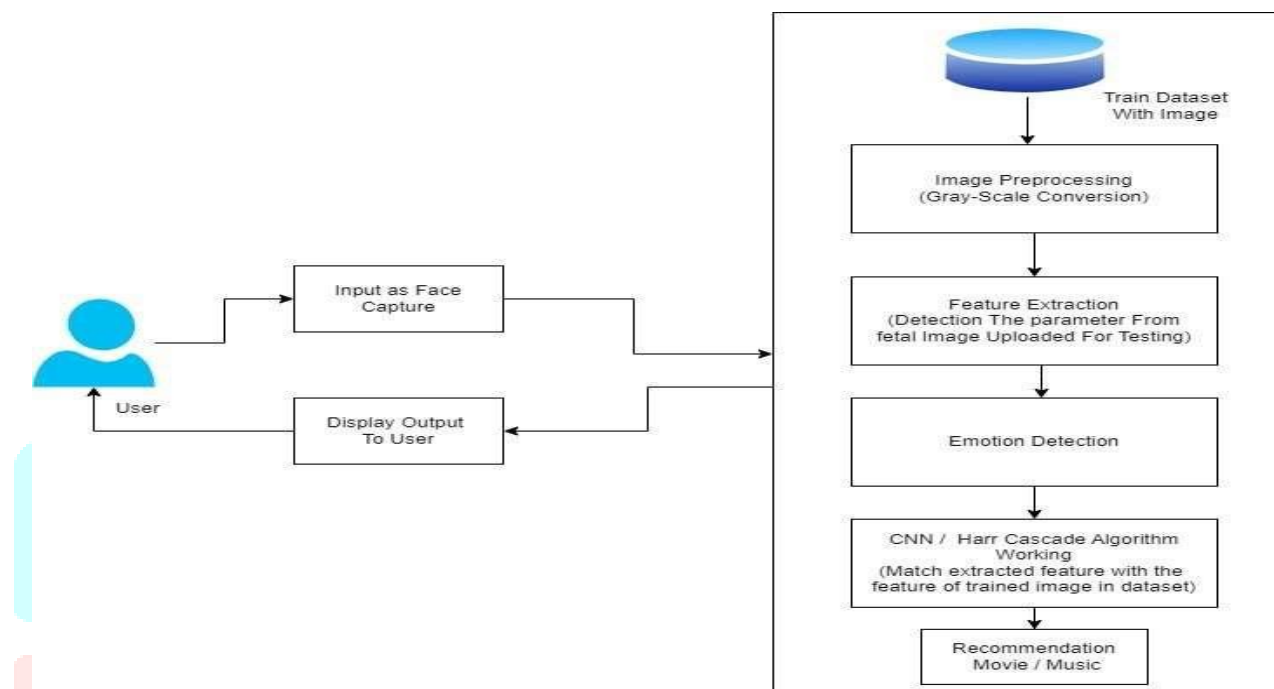 Train Dataset
With Image
Image Preprocessing
(Gray-Scale Conversion)
Input as Face
Capture
Feature Extraction
(Detection The parameter From
fetal Image Uploaded For Testing)
User
Display Output
To User
Emotion Detection
CNN / Harr Cascade Algorithm
Working
(Match extracted feature with the
feature of trained image in dataset)
Recommendation
Movie / Music